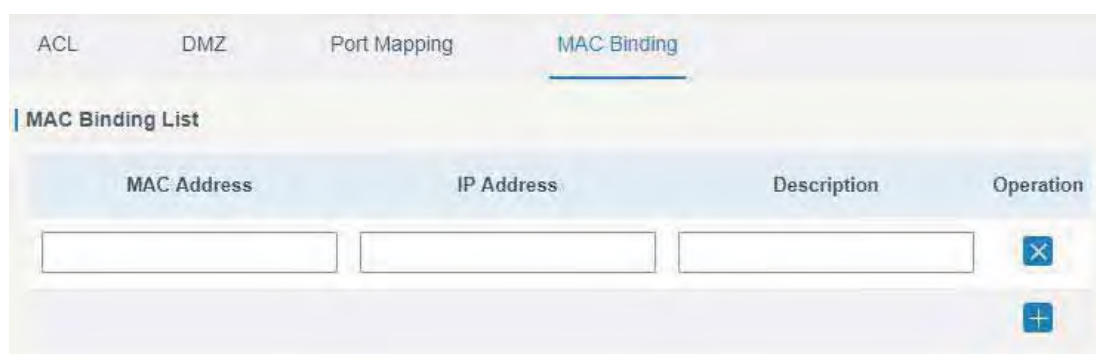 ACL DMZ Port Mapping MAC Binding
MAC Binding List
MAC Address IP Address Description Operation